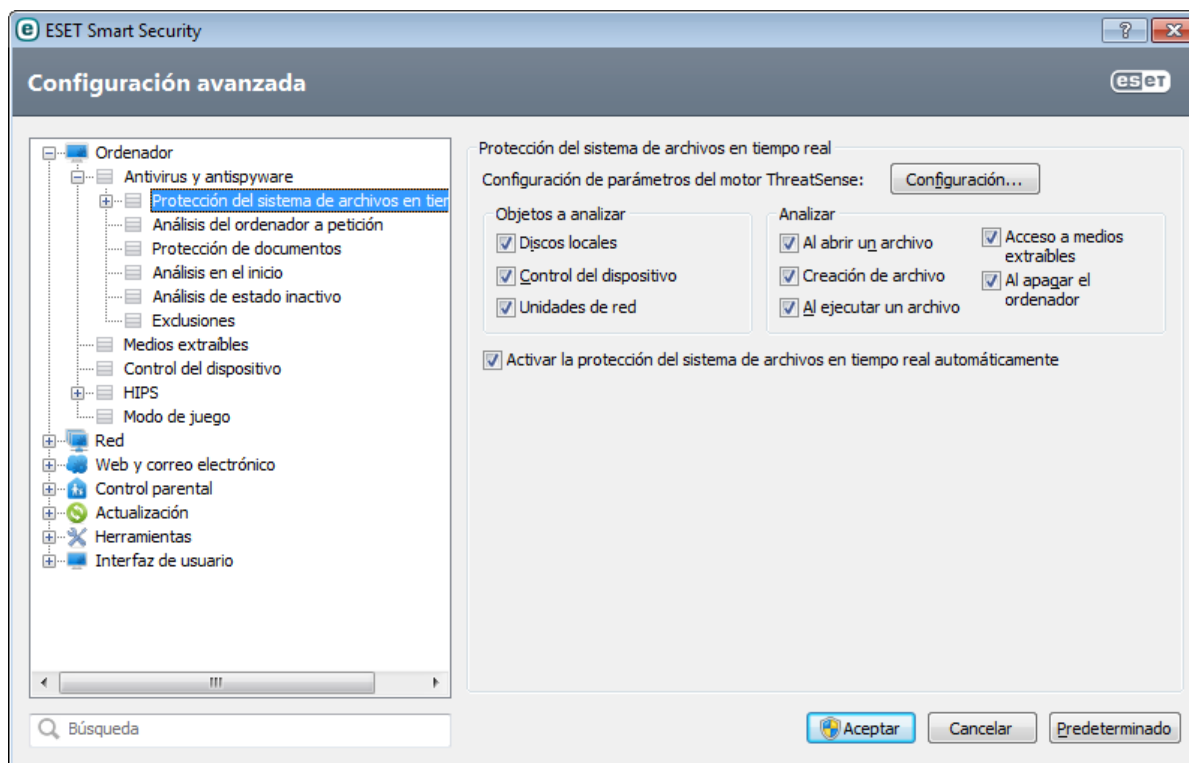 ESET Smart Security
Configuración avanzada
eseT
Ordenador
Antivirus y antispyware
Protección del sistema de archivos en tier
Análisis del ordenador a petición
Protección de documentos
Análisis en el inicio
Análisis de estado inactivo
Exclusiones
Medios extraíbles
Control del dispositivo
HIPS
Modo de juego
Red
Web y correo electrónico
Control parental
Actualización
Herramientas
Interfaz de usuario
Búsqueda
Protección del sistema de archivos en tiempo real
Configuración de parámetros del motor ThreatSense:
Configuración...
Objetos a analizar
Discos locales
Control del dispositivo
Unidades de red
Analizar
Al abrir un archivo
Creación de archivo
Al ejecutar un archivo
Acceso a medios
extraíbles
Al apagar el
ordenador
Activar la protección del sistema de archivos en tiempo real automáticamente
Aceptar
Cancelar
Predeterminado